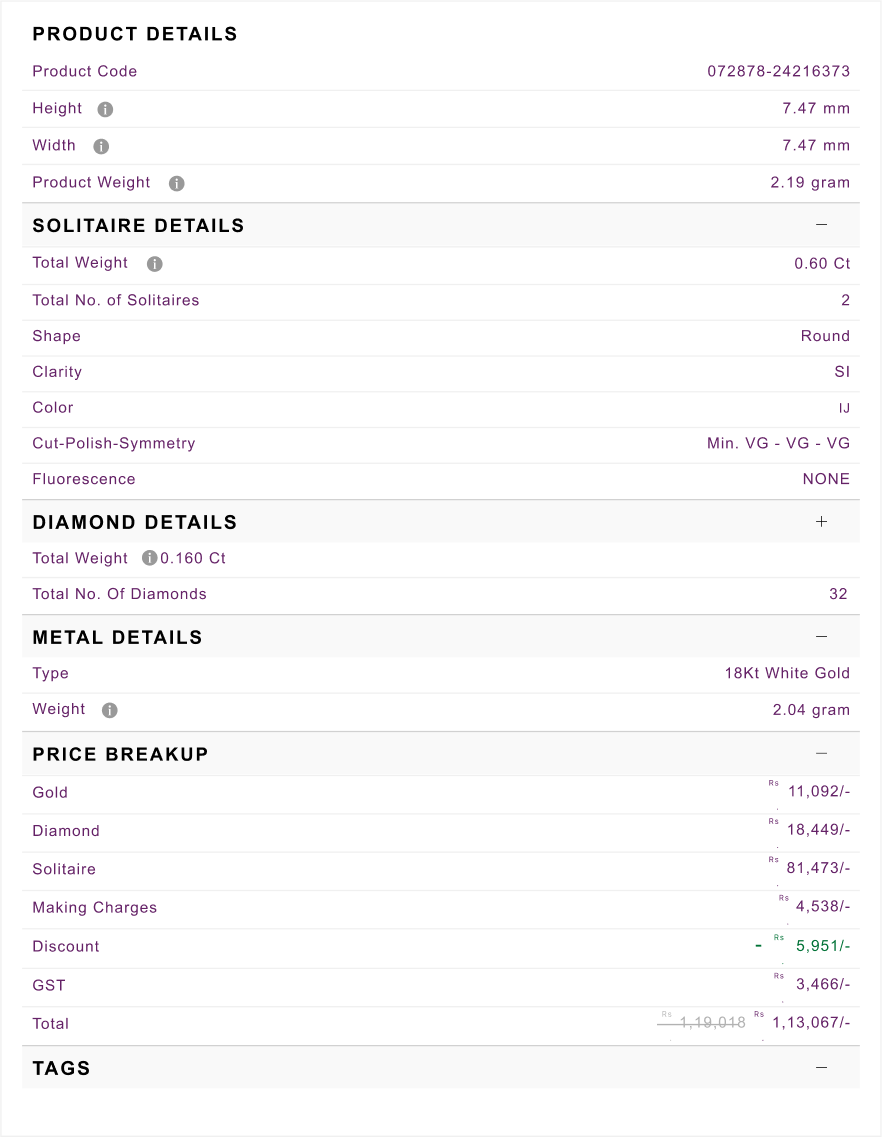 PRODUCT DETAILS
Product Code 072878-24216373
Height i 7.47 mm
Width i 7.47 mm
Product Weight i 2.19 gram
SOLITAIRE DETAILS –
Total Weight i 0.60 Ct
Total No. of Solitaires 2
Shape Round
Clarity SI
Color IJ
Cut-Polish-Symmetry Min. VG - VG - VG
Fluorescence NONE
DIAMOND DETAILS +
Total Weight i 0.160 Ct
Total No. Of Diamonds 32
METAL DETAILS –
Type 18Kt White Gold
Weight i 2.04 gram
PRICE BREAKUP –
Gold Rs. 11,092/-
Diamond Rs. 18,449/-
Solitaire Rs. 81,473/-
Making Charges Rs. 4,538/-
Discount - Rs. 5,951/-
GST Rs. 3,466/-
Total Rs. 1,19,018 Rs. 1,13,067/-
TAGS –